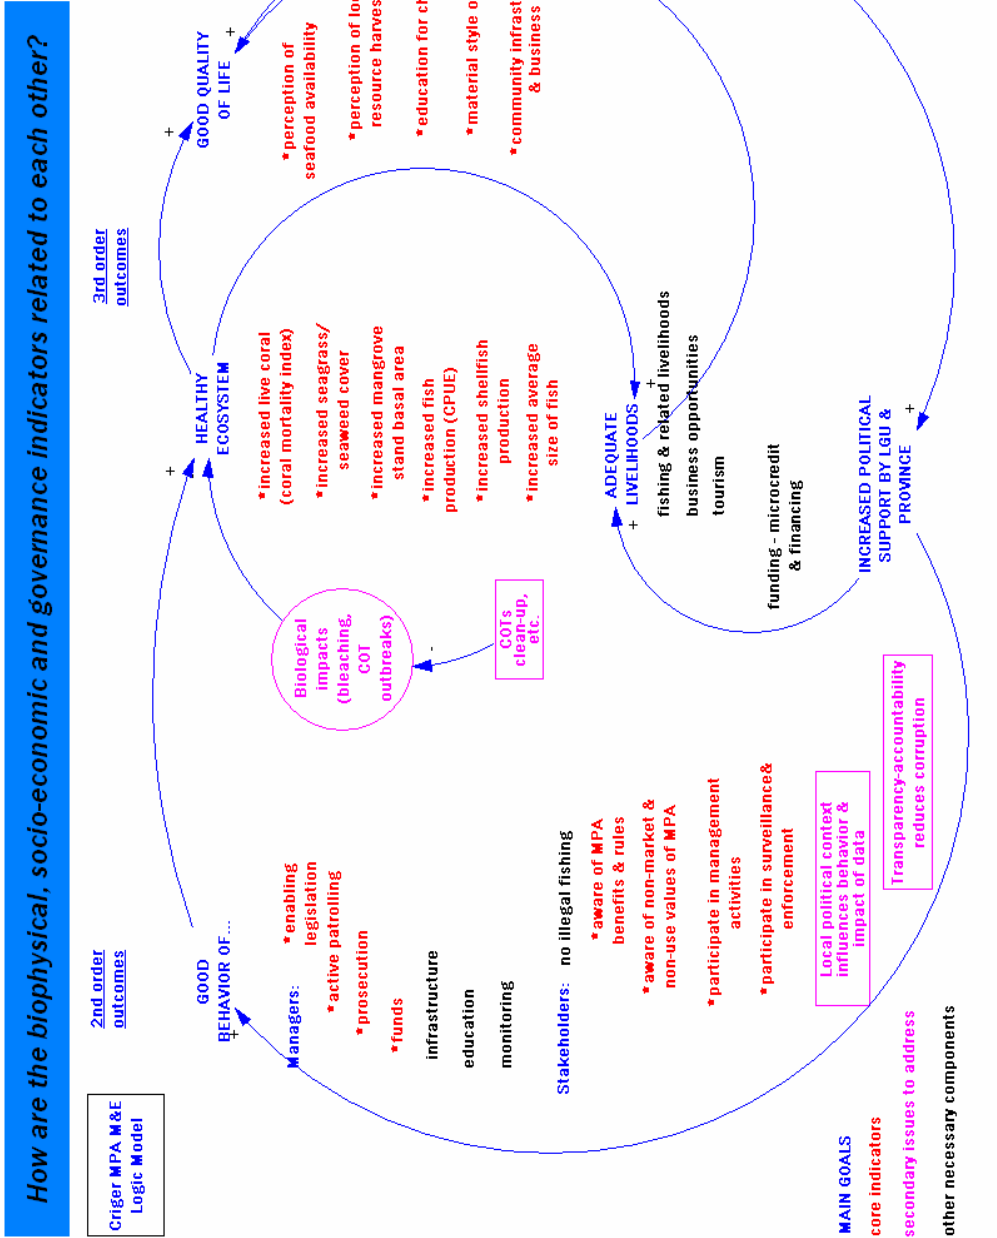 How are the biophysical, socio-economic and governance indicators related to each other?
Criger MPA M&E
Logic Model
2nd order
outcomes
3rd order
outcomes
GOOD
BEHAVIOR OF...
+
Managers:
*enabling
legislation
*active patrolling
*prosecution
*funds
infrastructure
education
monitoring
Stakeholders:
no illegal fishing
*aware of MPA
benefits & rules
*aware of non-market &
non-use values of MPA
*participate in management
activities
*participate in surveillance&
enforcement
Local political context
influences behavior &
impact of data
Transparency-accountability
reduces corruption
Biological
impacts
(bleaching,
COT
outbreaks)
-
COTs
clean-up,
etc.
+
HEALTHY
ECOSYSTEM
*increased live coral
(coral mortality index)
*increased seagrass/
seaweed cover
*increased mangrove
stand basal area
*increased fish
production (CPUE)
*increased shellfish
production
*increased average
size of fish
ADEQUATE
LIVELIHOODS
+
+
fishing & related livelihoods
business opportunities
tourism
funding - microcredit
& financing
INCREASED POLITICAL
SUPPORT BY LGU &
PROVINCE
+
+
GOOD QUALITY
OF LIFE
+
*perception of
seafood availability
*perception of
resource
*education for
*material style
*community
& business
MAIN GOALS
core indicators
secondary issues to address
other necessary components